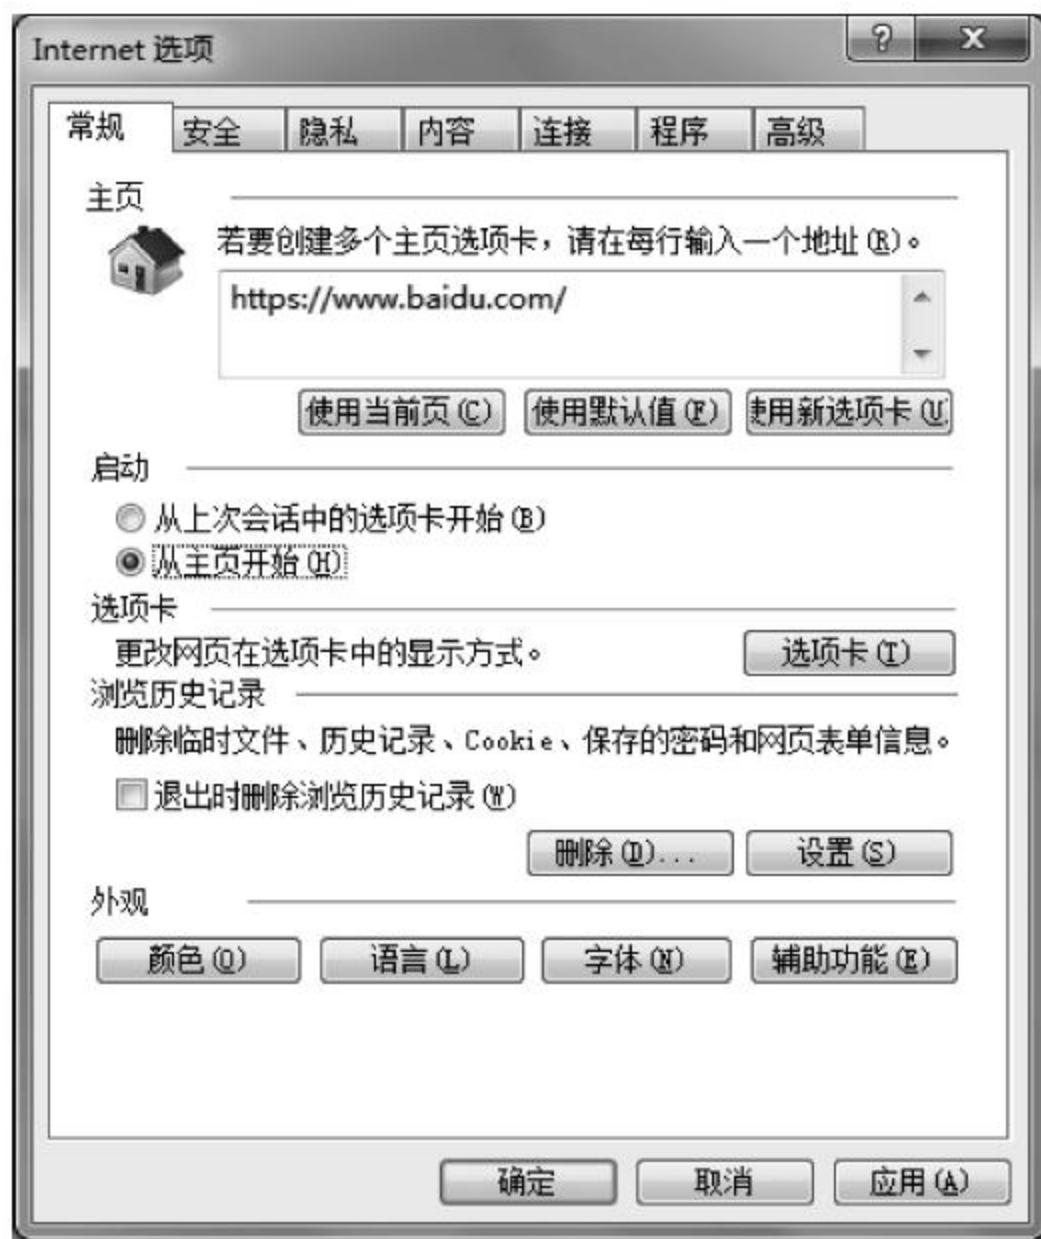 Internet 选项
? X
常规 安全 隐私 内容 连接 程序 高级
主页
若要创建多个主页选项卡，请在每行输入一个地址(R)。
https://www.baidu.com/
使用当前页(C) 使用默认值(F) 使用新选项卡(U)
启动
从上次会话中的选项卡开始(B)
从主页开始(H)
选项卡
更改网页在选项卡中的显示方式。 选项卡(T)
浏览历史记录
删除临时文件、历史记录、Cookie、保存的密码和网页表单信息。
退出时删除浏览历史记录(W)
删除(D)... 设置(S)
外观
颜色(O) 语言(L) 字体(N) 辅助功能(E)
确定 取消 应用(A)